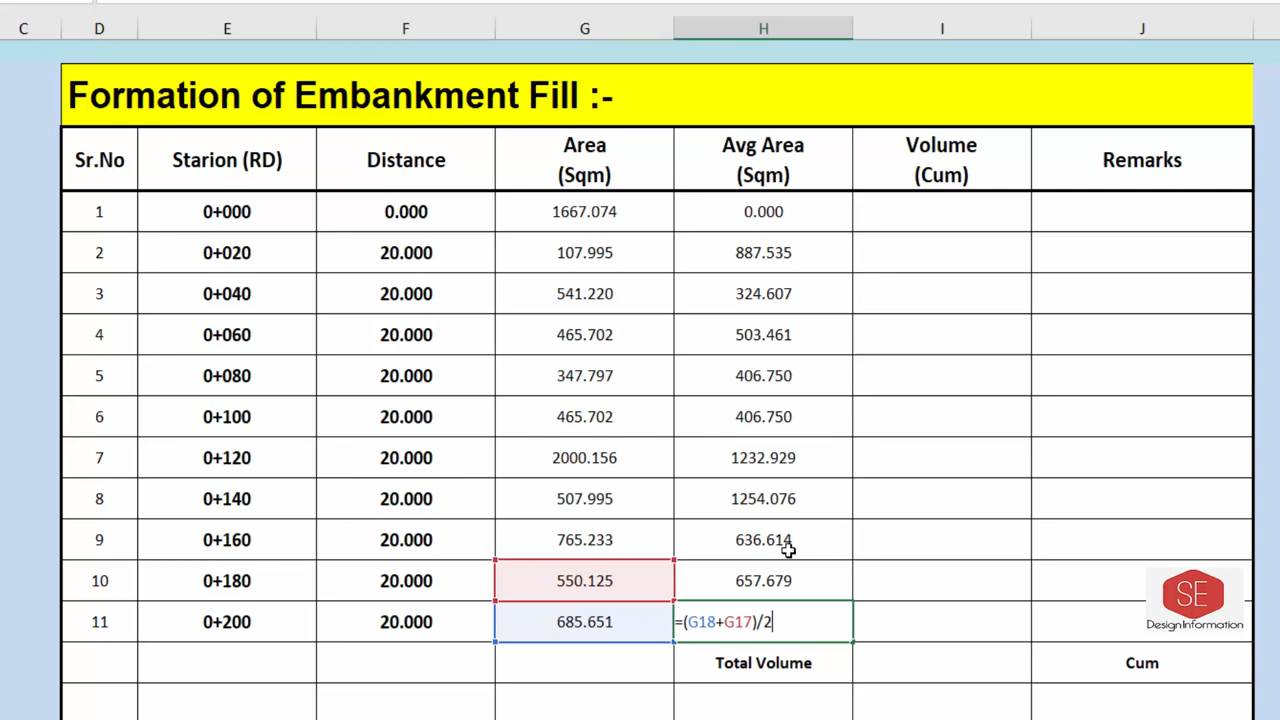 C D E F G H I J
Formation of Embankment Fill :-
Sr.No Starion (RD) Distance Area (Sqm) Avg Area (Sqm) Volume (Cum) Remarks
1 0+000 0.000 1667.074 0.000
2 0+020 20.000 107.995 887.535
3 0+040 20.000 541.220 324.607
4 0+060 20.000 465.702 503.461
5 0+080 20.000 347.797 406.750
6 0+100 20.000 465.702 406.750
7 0+120 20.000 2000.156 1232.929
8 0+140 20.000 507.995 1254.076
9 0+160 20.000 765.233 636.614
10 0+180 20.000 550.125 657.679
11 0+200 20.000 685.651 =(G18+G17)/2
Total Volume Cum
SE
Design Information